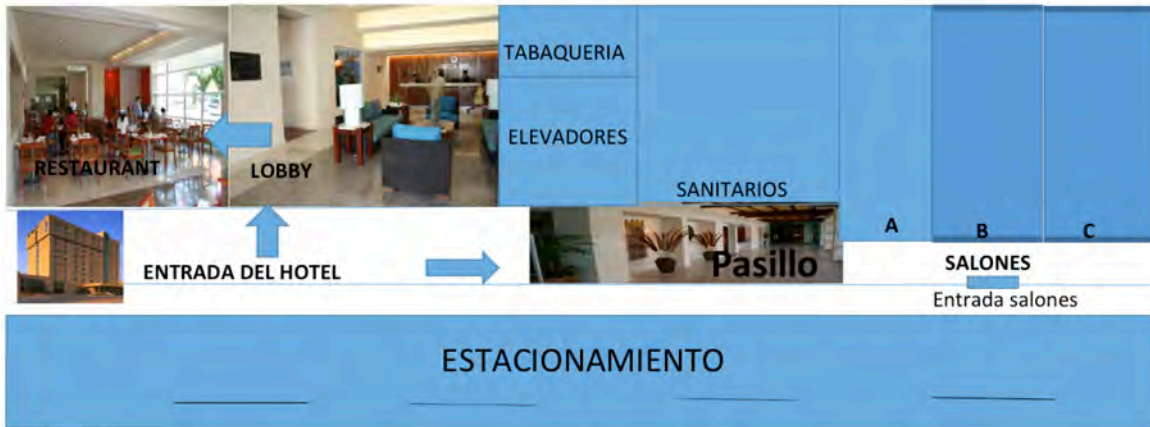 TABAQUERIA
ELEVADORES
RESTAURANT
LOBBY
SANITARIOS
A
B
C
ENTRADA DEL HOTEL
Pasillo
SALONES
Entrada salones
ESTACIONAMIENTO